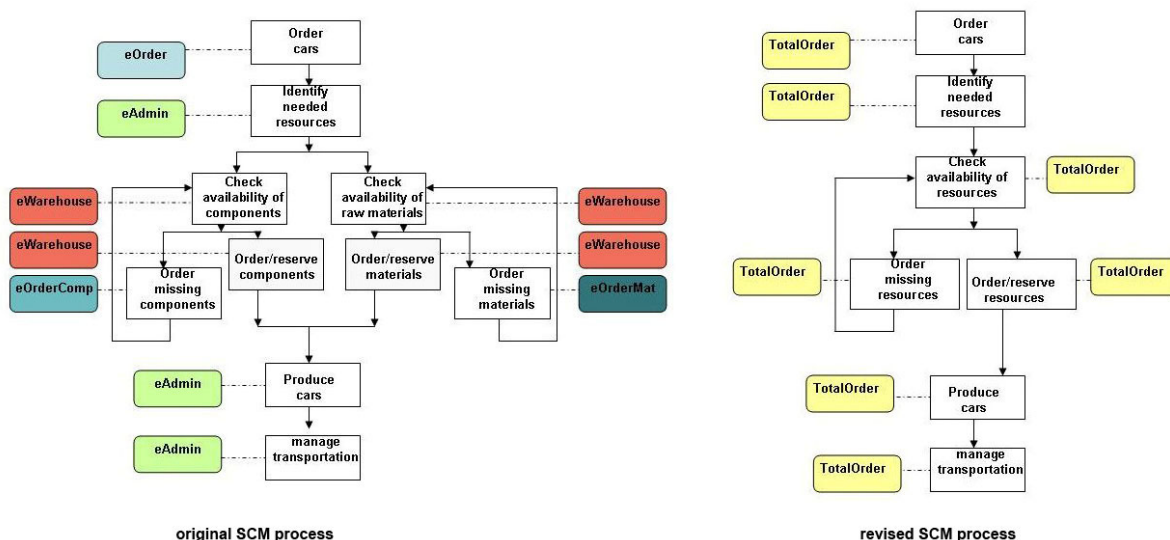 Order
cars
eOrder
Identify
needed
resources
eAdmin
Check
availability of
components
Check
availability of
raw materials
eWarehouse
eWarehouse
eWarehouse
Order/reserve
components
Order/reserve
materials
eWarehouse
eOrderComp
Order
missing
components
Order
missing
materials
eOrderMat
Produce
cars
eAdmin
manage
transportation
eAdmin
original SCM process
Order
cars
TotalOrder
Identify
needed
resources
TotalOrder
Check
availability of
resources
TotalOrder
TotalOrder
Order
missing
resources
Order/reserve
resources
TotalOrder
TotalOrder
Produce
cars
manage
transportation
TotalOrder
revised SCM process